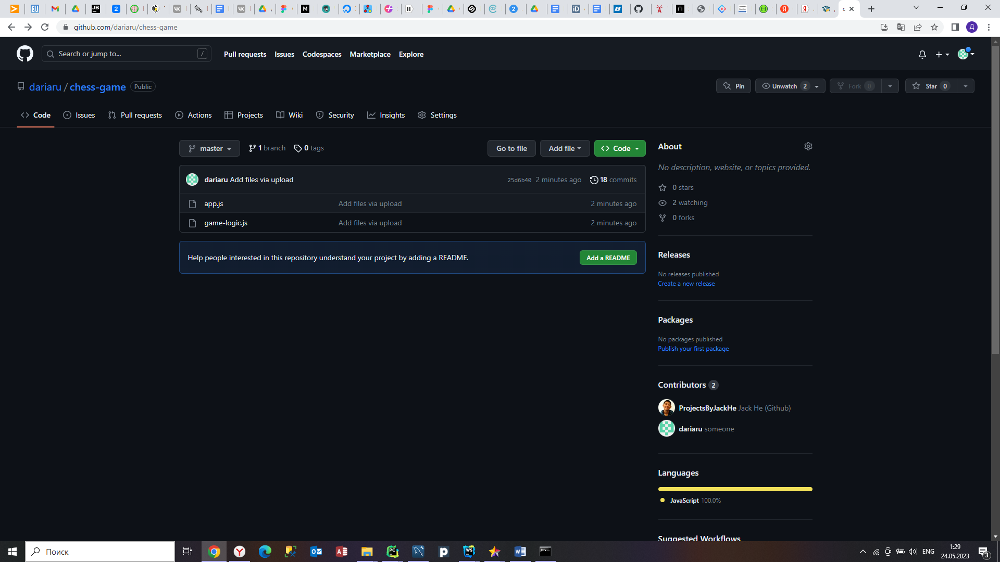 github.com/dariaru/chess-game
Search or jump to... /
Pull requests Issues Codespaces Marketplace Explore
dariaru / chess-game Public
Pin Unwatch 2 Fork 0 Star 0
Code Issues Pull requests Actions Projects Wiki Security Insights Settings
master 1 branch 0 tags Go to file Add file Code
dariaru Add files via upload 25d6b40 2 minutes ago 18 commits
app.js Add files via upload 2 minutes ago
game-logic.js Add files via upload 2 minutes ago
Help people interested in this repository understand your project by adding a README. Add a README
About
No description, website, or topics provided.
0 stars
2 watching
0 forks
Releases
No releases published
Create a new release
Packages
No packages published
Publish your first package
Contributors 2
ProjectsByJackHe Jack He (Github)
dariaru someone
Languages
JavaScript 100.0%
Suggested Workflows
Поиск
ENG
1:29
24.05.2023
3